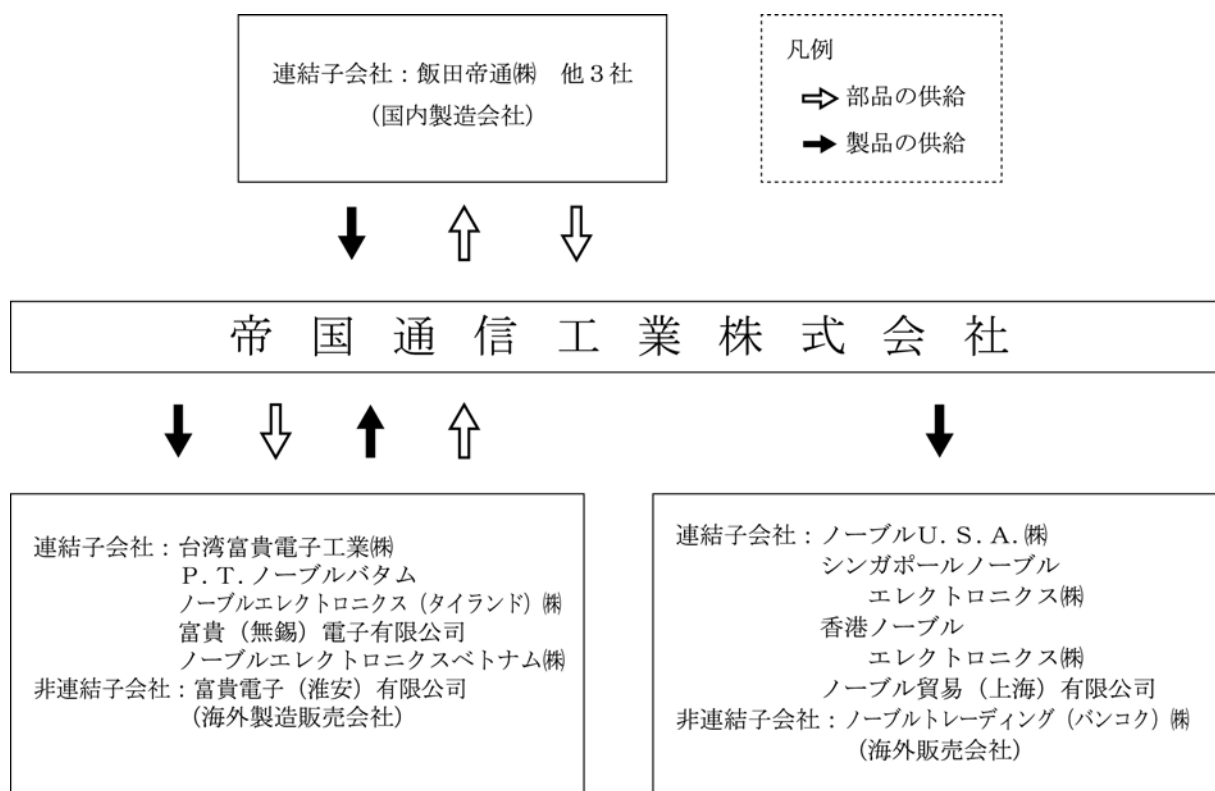 連結子会社：飯田帝通㈱　他３社
（国内製造会社）
凡例
部品の供給
製品の供給
帝国通信工業株式会社
連結子会社：台湾富貴電子工業㈱
Ｐ．Ｔ．ノーブルバタム
ノーブルエレクトロニクス（タイランド）㈱
富貴（無錫）電子有限公司
ノーブルエレクトロニクスベトナム㈱
非連結子会社：富貴電子（淮安）有限公司
（海外製造販売会社）
連結子会社：ノーブルＵ．Ｓ．Ａ．㈱
シンガポールノーブル
エレクトロニクス㈱
香港ノーブル
エレクトロニクス㈱
ノーブル貿易（上海）有限公司
非連結子会社：ノーブルトレーディング（バンコク）㈱
（海外販売会社）